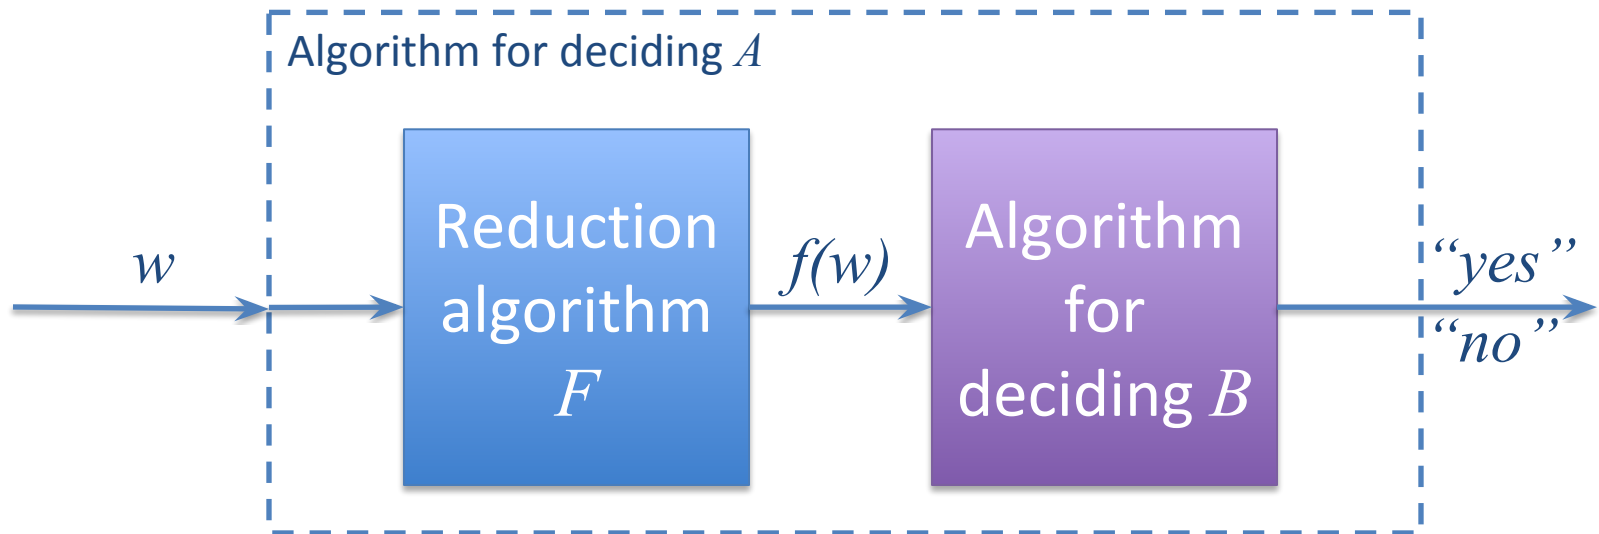 Algorithm for deciding A
w
Reduction
algorithm
F
f(w)
Algorithm
for
deciding B
“yes”
“no”